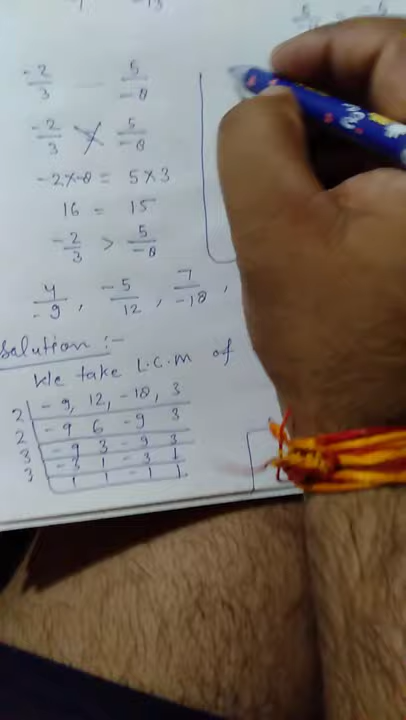 -2/3 5/-8
-2/3 × 5/-8
-2×-8 = 5×3
16 = 15
-2/3 > 5/-8
4/-9, -5/12, 7/-18,
Solution :-
We take L.C.M of
2 | -9, 12, -18, 3
2 | -9 6 -9 3
3 | -9 3 -9 3
3 | -3 1 -3 1
1 1 -1 1